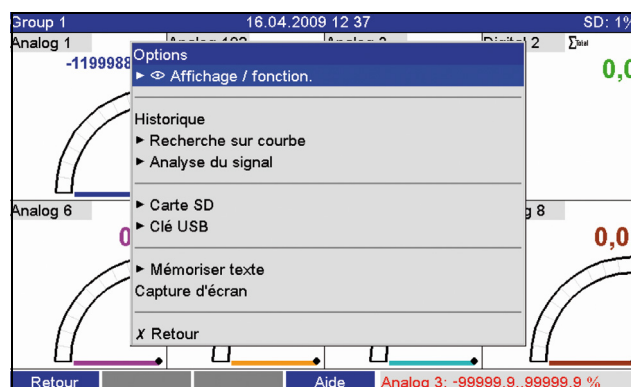 Group 1 16.04.2009 12 37 SD: 1%
Analog 1 Digital 2 ΣTotal
-1199988
0,0
Options
► Affichage / fonction.
Historique
► Recherche sur courbe
► Analyse du signal
► Carte SD
► Clé USB
► Mémoriser texte
Capture d'écran
✗ Retour
Analog 6 g 8
0 0,0
Retour Aide Analog 3: -99999.9..99999.9 %